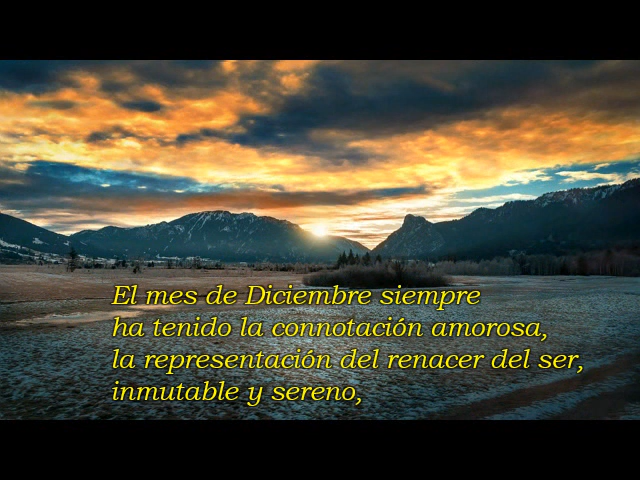 El mes de Diciembre siempre
ha tenido la connotación amorosa,
la representación del renacer del ser,
inmutable y sereno,